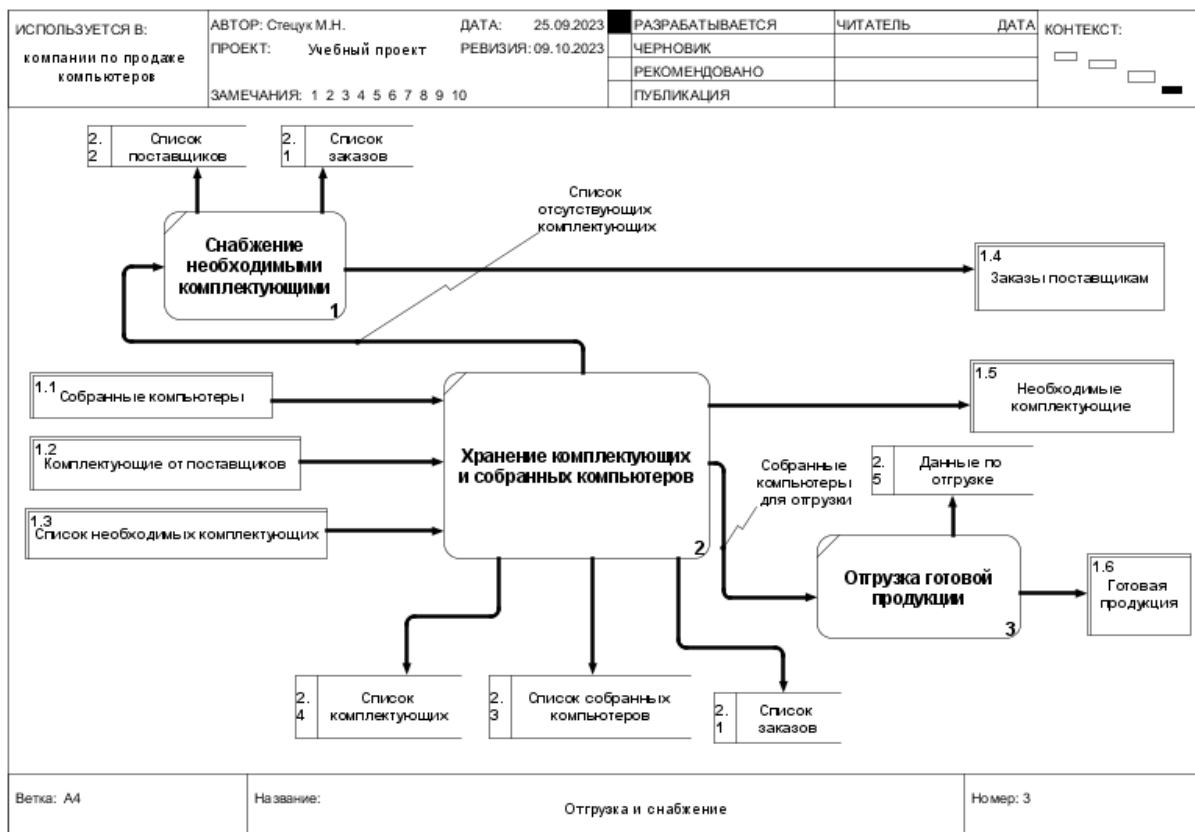 ИСПОЛЬЗУЕТСЯ В:
компании по продаже
компьютеров
АВТОР: Стецук М.Н.
ДАТА: 25.09.2023
ПРОЕКТ: Учебный проект
РЕВИЗИЯ: 09.10.2023
ЗАМЕЧАНИЯ: 1 2 3 4 5 6 7 8 9 10
РАЗРАБАТЫВАЕТСЯ
ЧЕРНОВИК
РЕКОМЕНДОВАНО
ПУБЛИКАЦИЯ
ЧИТАТЕЛЬ
ДАТА
КОНТЕКСТ:
2.
2
Список
поставщиков
2.
1
Список
заказов
Список
отсутствующих
комплектующих
Снабжение
необходимыми
комплектующими
1
1.4
Заказы поставщикам
1.1
Собранные компьютеры
1.5
Необходимые
комплектующие
1.2
Комплектующие от поставщиков
Хранение комплектующих
и собранных компьютеров
2
Собранные
компьютеры
для отгрузки
2.
5
Данные по
отгрузке
1.3
Список необходимых комплектующих
Отгрузка готовой
продукции
3
1.6
Готовая
продукция
2.
4
Список
комплектующих
2.
3
Список собранных
компьютеров
2.
1
Список
заказов
Ветка: А4
Название:
Отгрузка и снабжение
Номер: 3